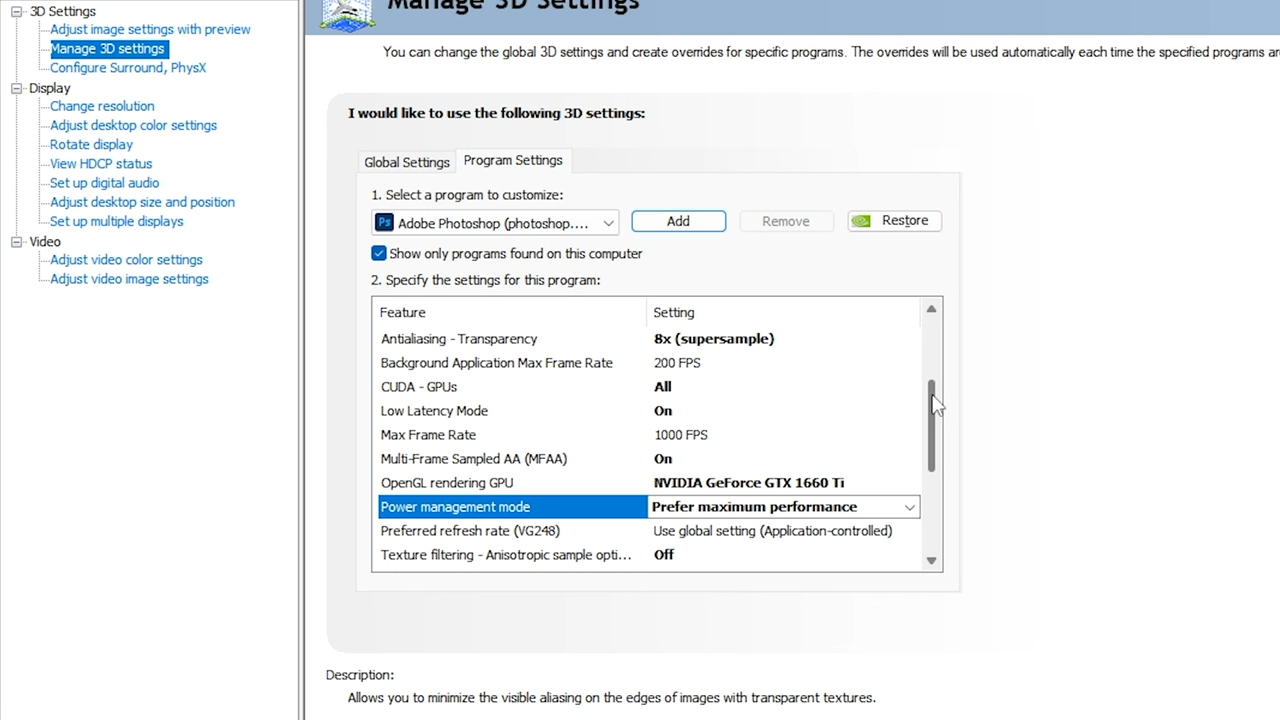 3D Settings
Adjust image settings with preview
Manage 3D settings
Configure Surround, PhysX
Display
Change resolution
Adjust desktop color settings
Rotate display
View HDCP status
Set up digital audio
Adjust desktop size and position
Set up multiple displays
Video
Adjust video color settings
Adjust video image settings
Manage 3D Settings
You can change the global 3D settings and create overrides for specific programs. The overrides will be used automatically each time the specified programs are
I would like to use the following 3D settings:
Global Settings Program Settings
1. Select a program to customize:
Ps Adobe Photoshop (photoshop.... Add Remove Restore
Show only programs found on this computer
2. Specify the settings for this program:
Feature Setting
Antialiasing - Transparency 8x (supersample)
Background Application Max Frame Rate 200 FPS
CUDA - GPUs All
Low Latency Mode On
Max Frame Rate 1000 FPS
Multi-Frame Sampled AA (MFAA) On
OpenGL rendering GPU NVIDIA GeForce GTX 1660 Ti
Power management mode Prefer maximum performance
Preferred refresh rate (VG248) Use global setting (Application-controlled)
Texture filtering - Anisotropic sample opti... Off
Description:
Allows you to minimize the visible aliasing on the edges of images with transparent textures.